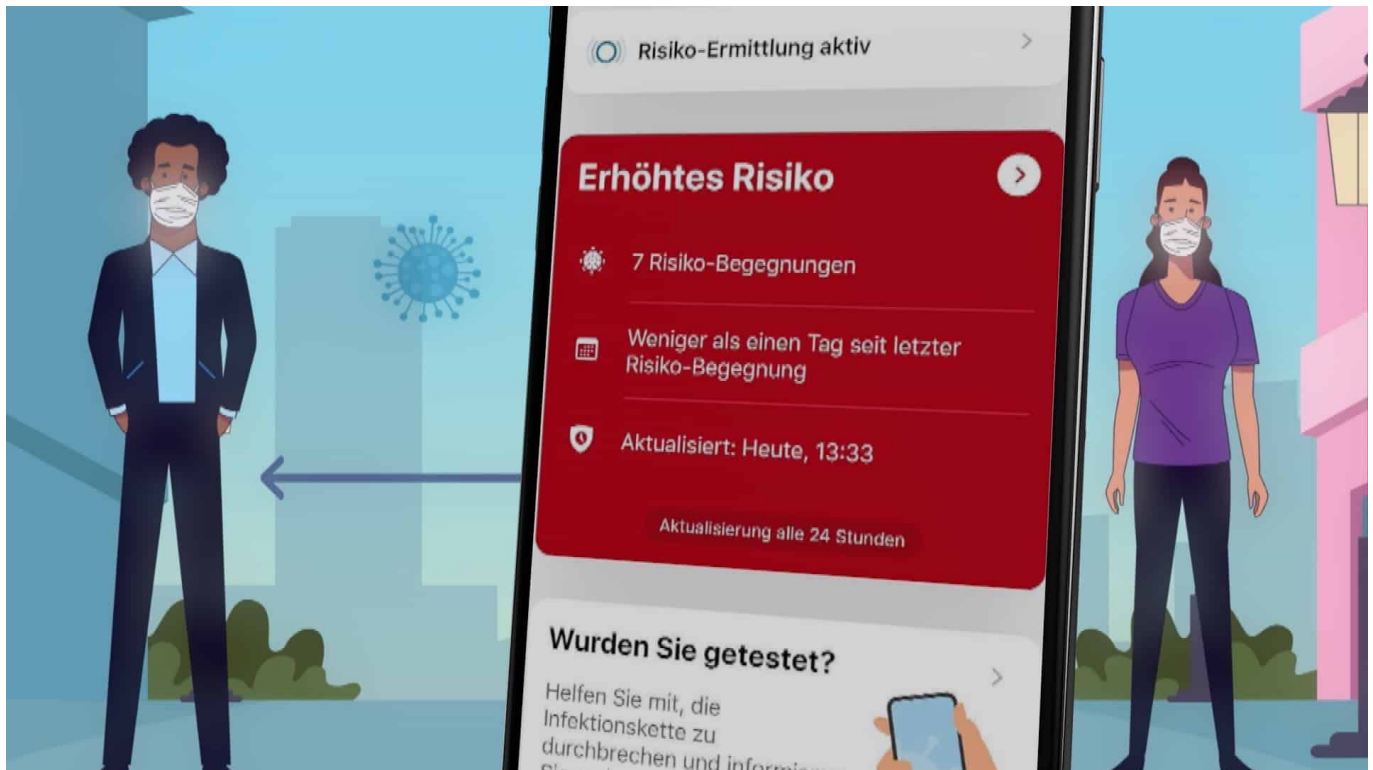 Risiko-Ermittlung aktiv
Erhöhtes Risiko
7 Risiko-Begegnungen
Weniger als einen Tag seit letzter
Risiko-Begegnung
Aktualisiert: Heute, 13:33
Aktualisierung alle 24 Stunden
Wurden Sie getestet?
Helfen Sie mit, die
Infektionskette zu
durchbrechen und